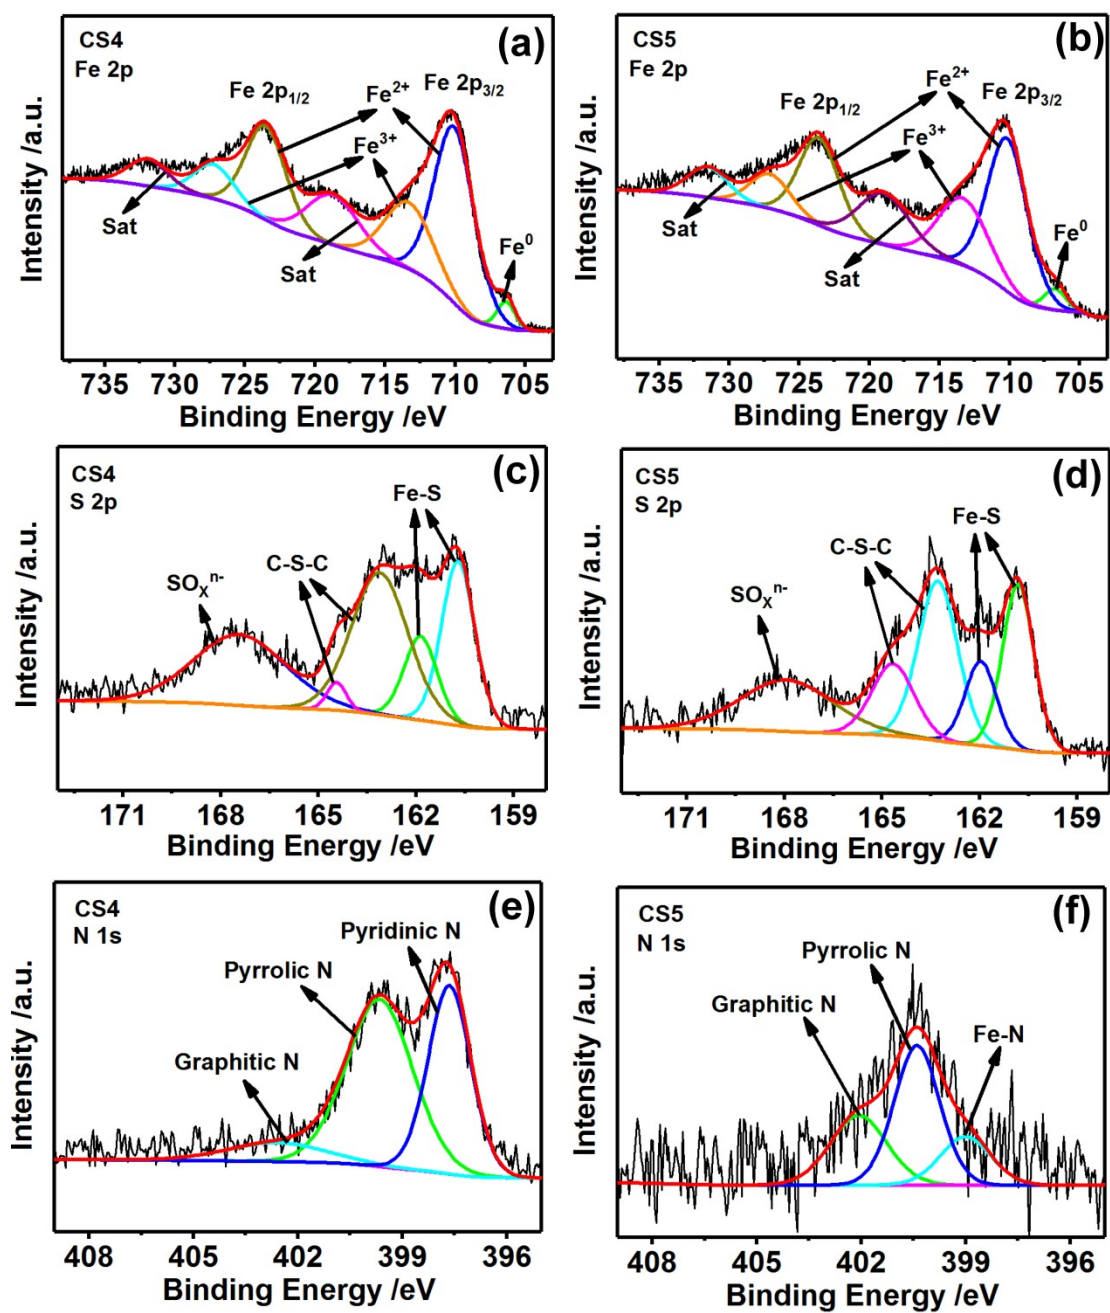 CS4
Fe 2p
(a)
Fe 2p1/2
Fe2+
Fe 2p3/2
Fe3+
Fe0
Sat
Sat
Intensity /a.u.
735 730 725 720 715 710 705
Binding Energy /eV
CS5
Fe 2p
(b)
Fe 2p1/2
Fe2+
Fe 2p3/2
Fe3+
Fe0
Sat
Sat
Intensity /a.u.
735 730 725 720 715 710 705
Binding Energy /eV
CS4
S 2p
(c)
Fe-S
C-S-C
SOXn-
Intensity /a.u.
171 168 165 162 159
Binding Energy /eV
CS5
S 2p
(d)
Fe-S
C-S-C
SOXn-
Intensity /a.u.
171 168 165 162 159
Binding Energy /eV
CS4
N 1s
(e)
Pyridinic N
Pyrrolic N
Graphitic N
Intensity /a.u.
408 405 402 399 396
Binding Energy /eV
CS5
N 1s
(f)
Pyrrolic N
Graphitic N
Fe-N
Intensity /a.u.
408 405 402 399 396
Binding Energy /eV